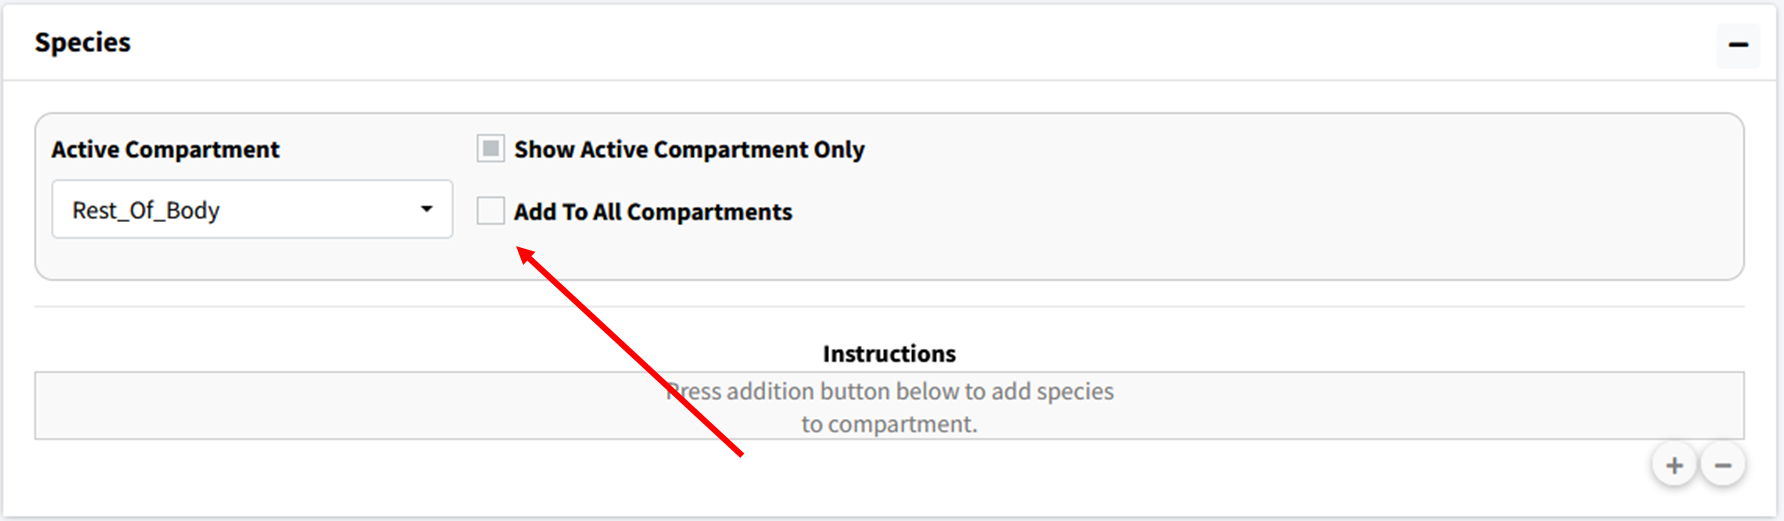 Species
Active Compartment
Show Active Compartment Only
Rest_Of_Body
Add To All Compartments
Instructions
Press addition button below to add species
to compartment.